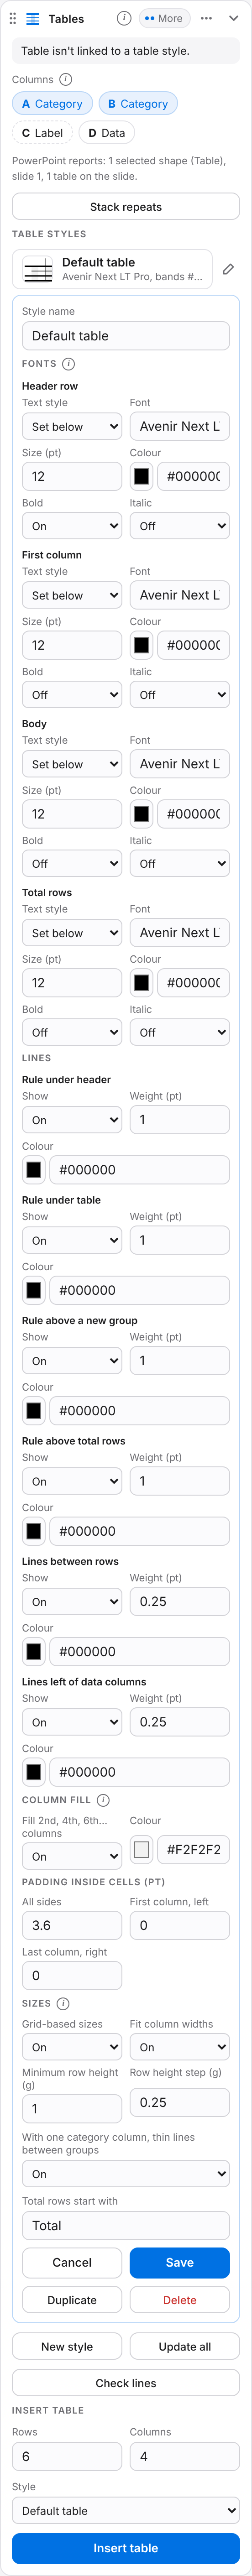 Tables
More
Table isn't linked to a table style.
Columns
A Category
B Category
C Label
D Data
PowerPoint reports: 1 selected shape (Table),
slide 1, 1 table on the slide.
Stack repeats
TABLE STYLES
Default table
Avenir Next LT Pro, bands #...
Style name
Default table
FONTS
Header row
Text style Font
Set below Avenir Next L
Size (pt) Colour
12 #000000
Bold Italic
On Off
First column
Text style Font
Set below Avenir Next L
Size (pt) Colour
12 #000000
Bold Italic
Off Off
Body
Text style Font
Set below Avenir Next L
Size (pt) Colour
12 #000000
Bold Italic
Off Off
Total rows
Text style Font
Set below Avenir Next L
Size (pt) Colour
12 #000000
Bold Italic
Off Off
LINES
Rule under header
Show Weight (pt)
On 1
Colour
#000000
Rule under table
Show Weight (pt)
On 1
Colour
#000000
Rule above a new group
Show Weight (pt)
On 1
Colour
#000000
Rule above total rows
Show Weight (pt)
On 1
Colour
#000000
Lines between rows
Show Weight (pt)
On 0.25
Colour
#000000
Lines left of data columns
Show Weight (pt)
On 0.25
Colour
#000000
COLUMN FILL
Fill 2nd, 4th, 6th...
columns
Colour
On #F2F2F2
PADDING INSIDE CELLS (PT)
All sides First column, left
3.6 0
Last column, right
0
SIZES
Grid-based sizes Fit column widths
On On
Minimum row height
(g)
Row height step (g)
1 0.25
With one category column, thin lines
between groups
On
Total rows start with
Total
Cancel Save
Duplicate Delete
New style Update all
Check lines
INSERT TABLE
Rows Columns
6 4
Style
Default table
Insert table